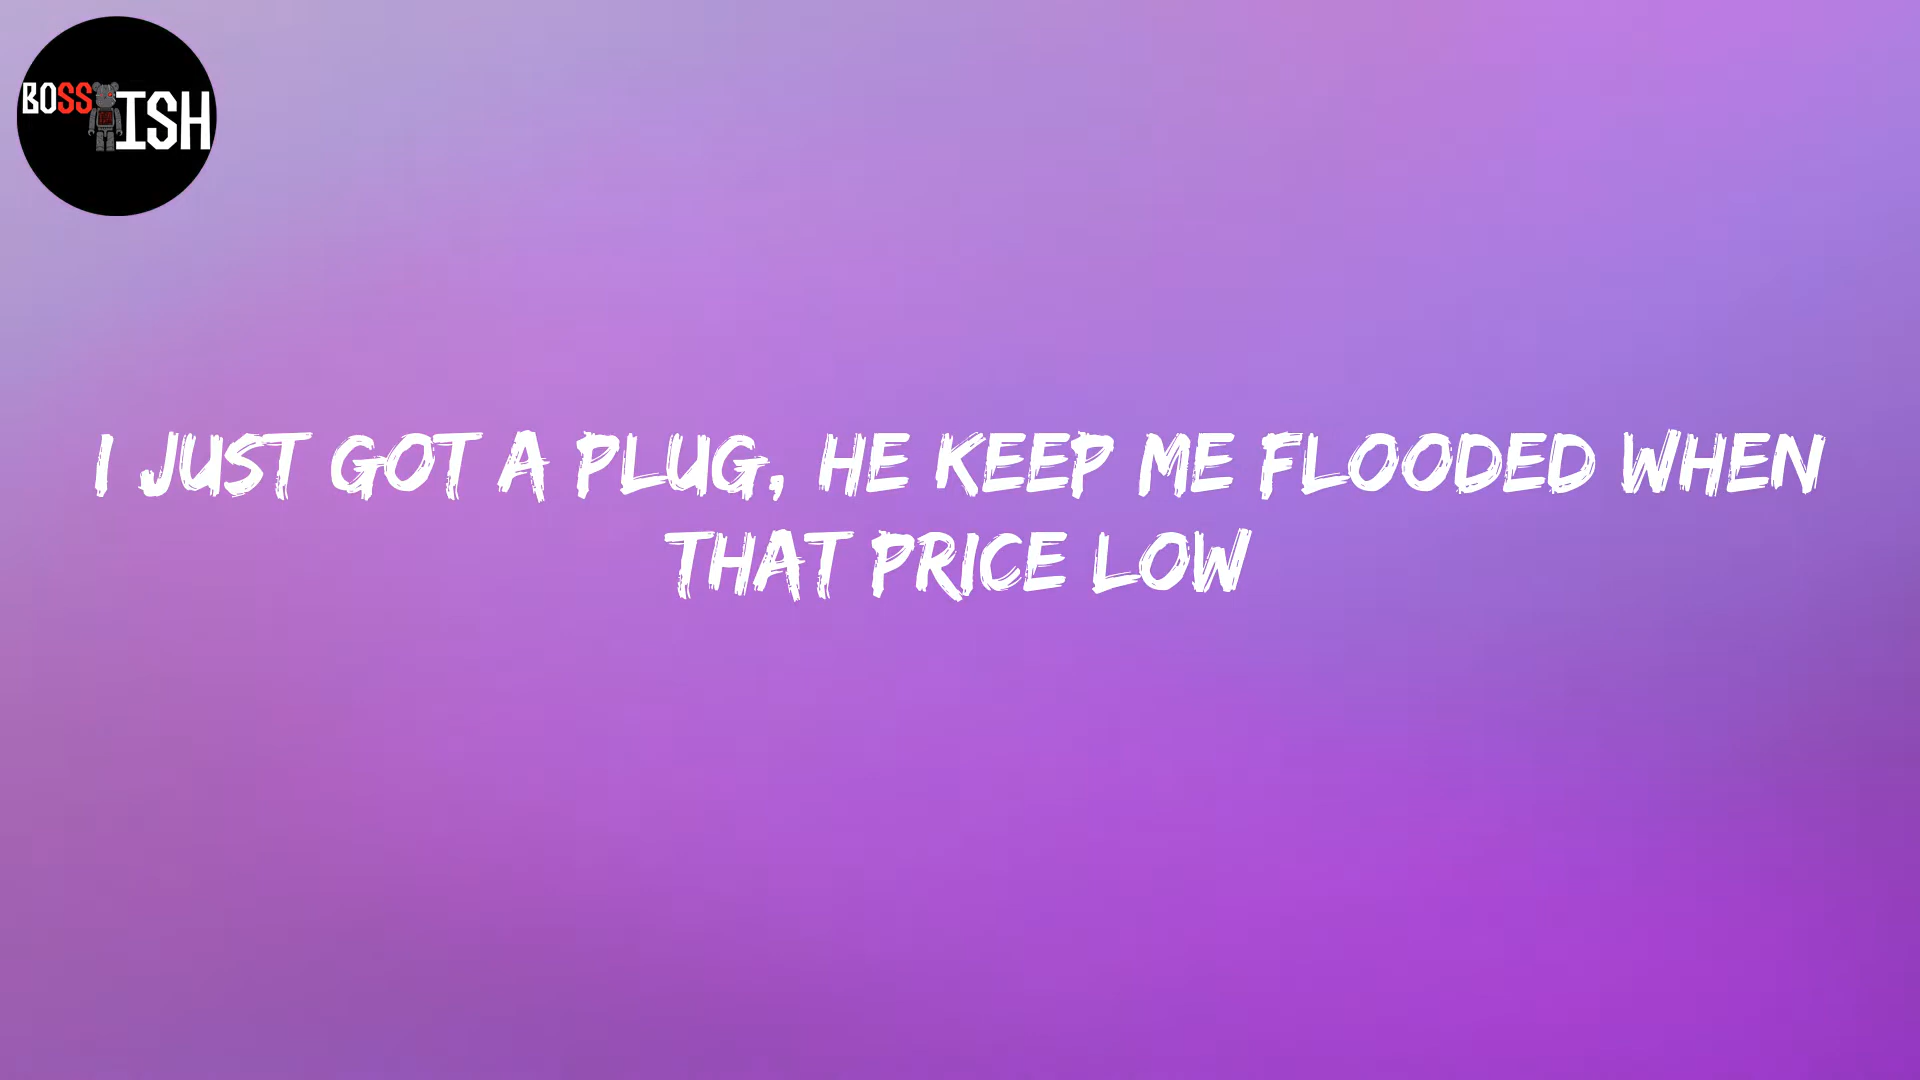 BOSS ISH
I JUST GOT A PLUG, HE KEEP ME FLOODED WHEN
THAT PRICE LOW